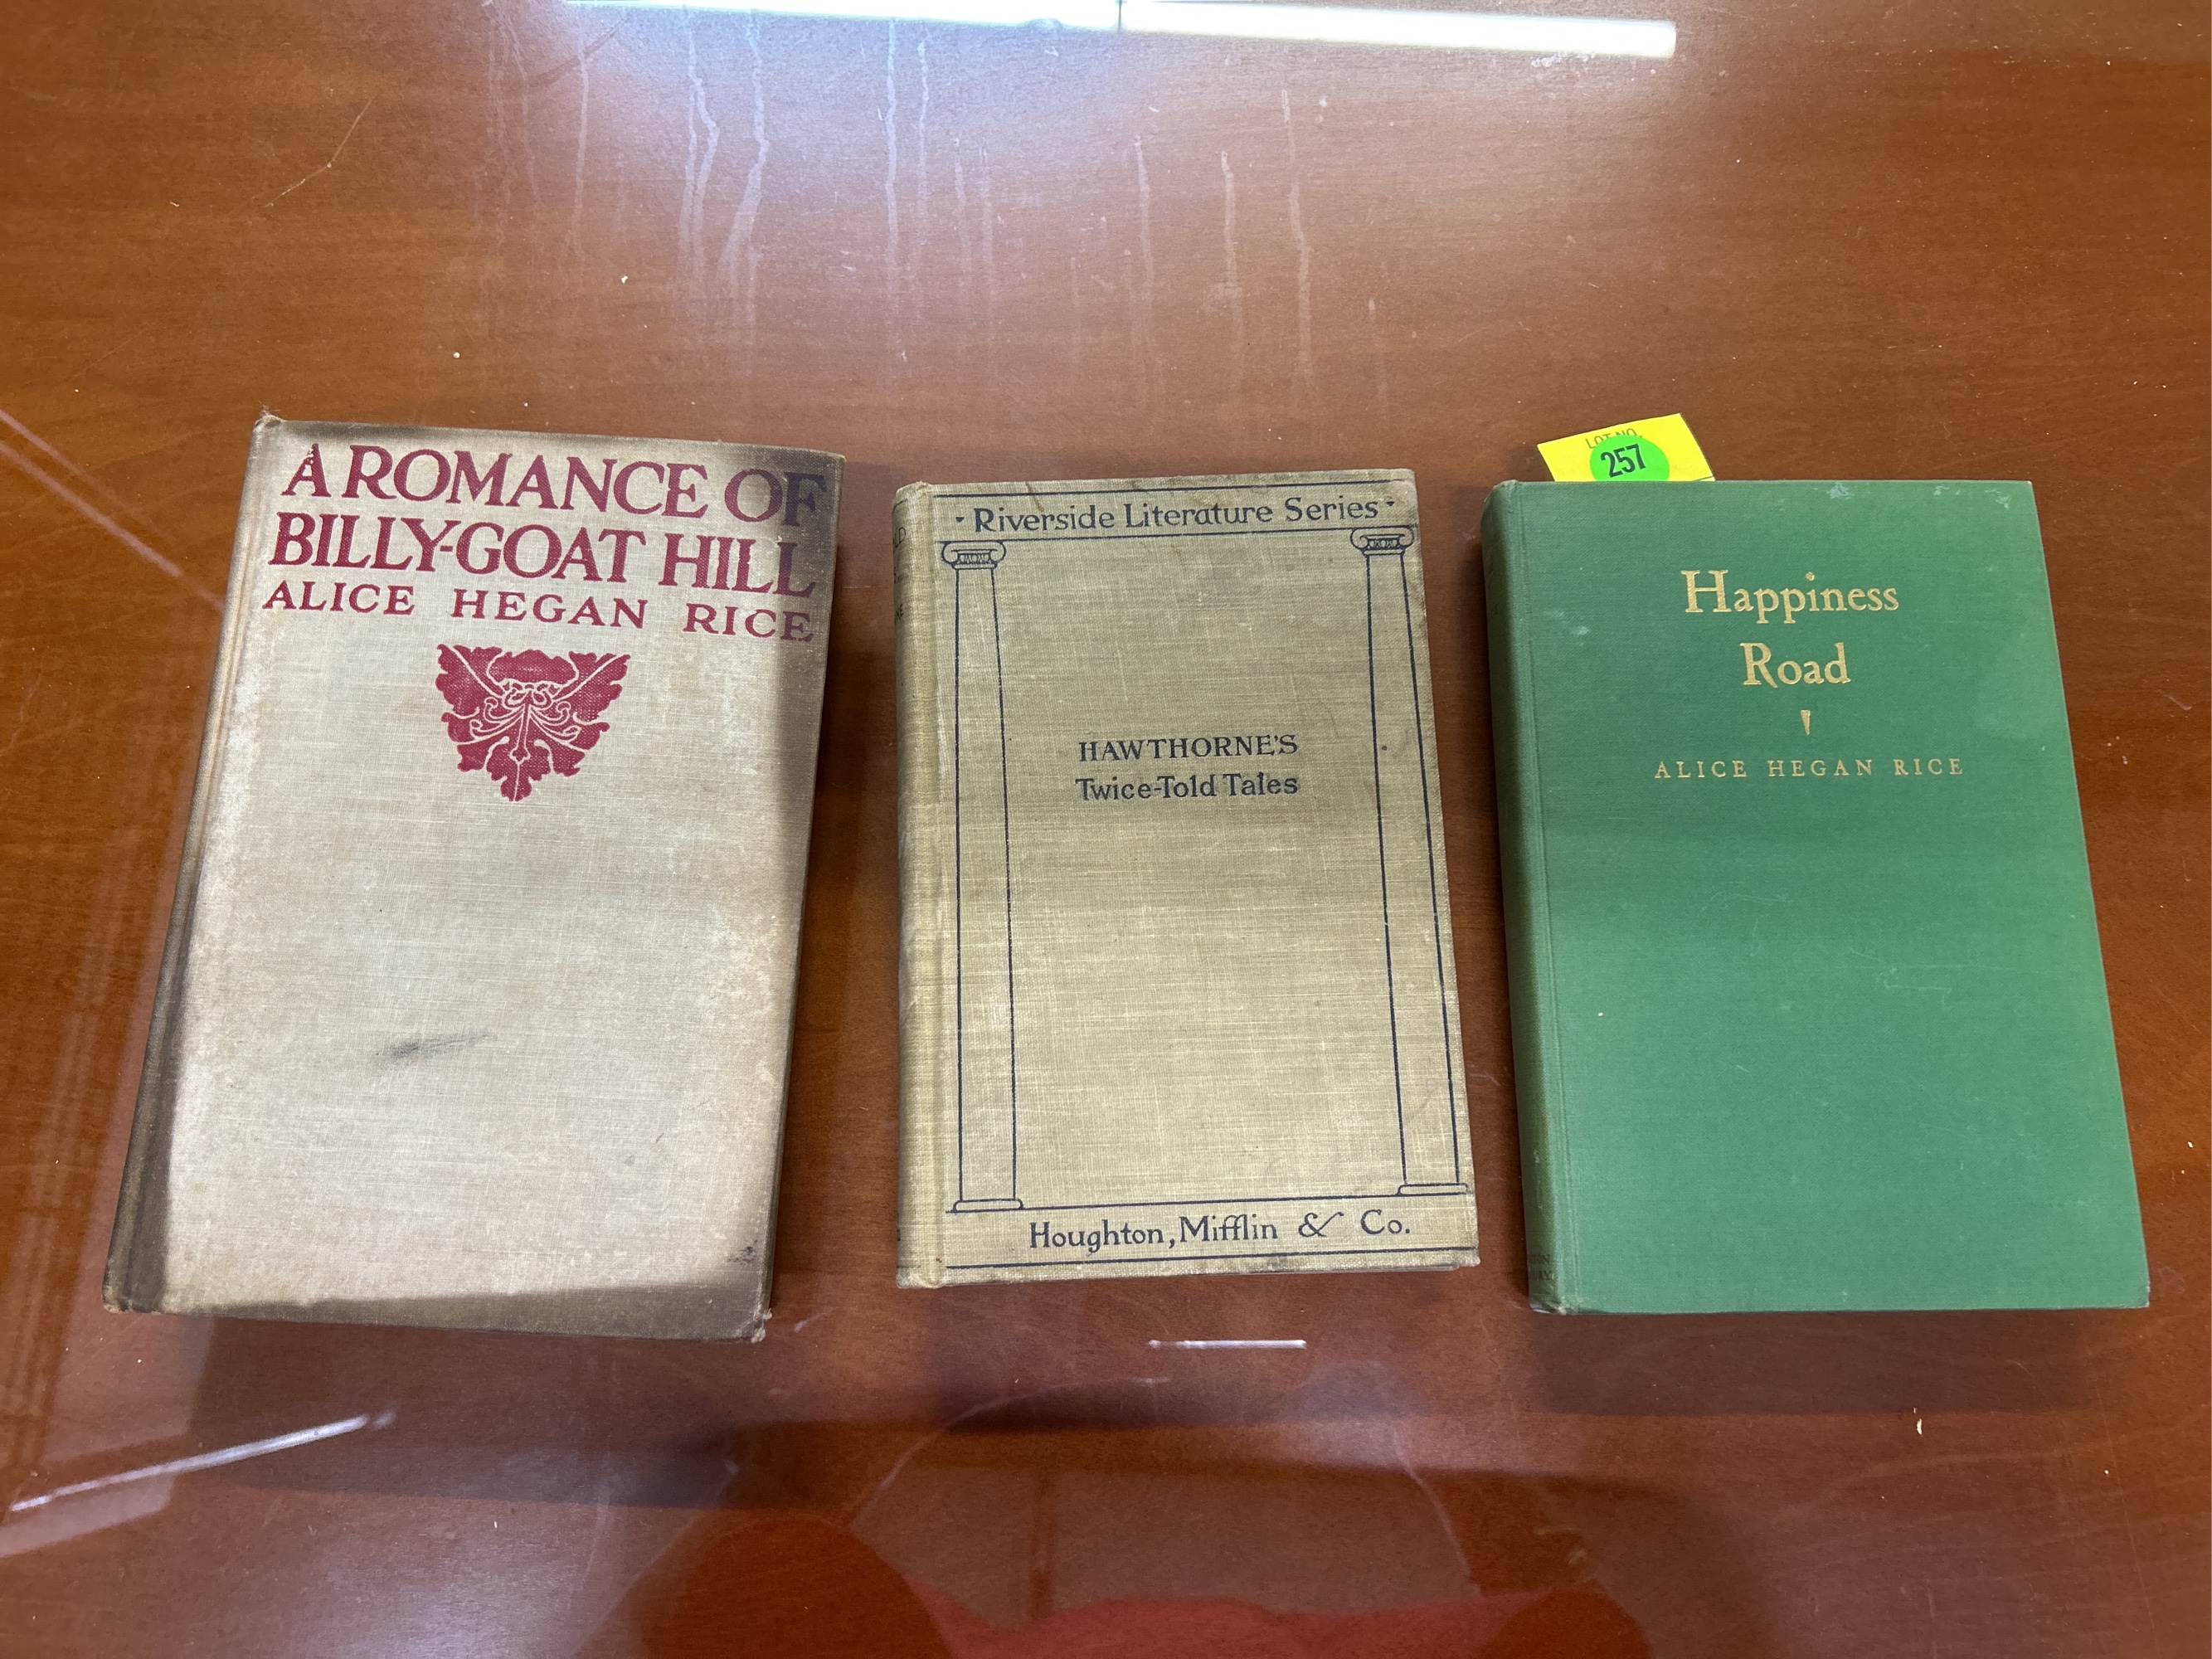 A ROMANCE OF
BILLY-GOAT HILL
ALICE HEGAN RICE
· Riverside Literature Series ·
HAWTHORNE'S
Twice-Told Tales
Houghton, Mifflin & Co.
LOT NO.
257
Happiness
Road
ALICE HEGAN RICE